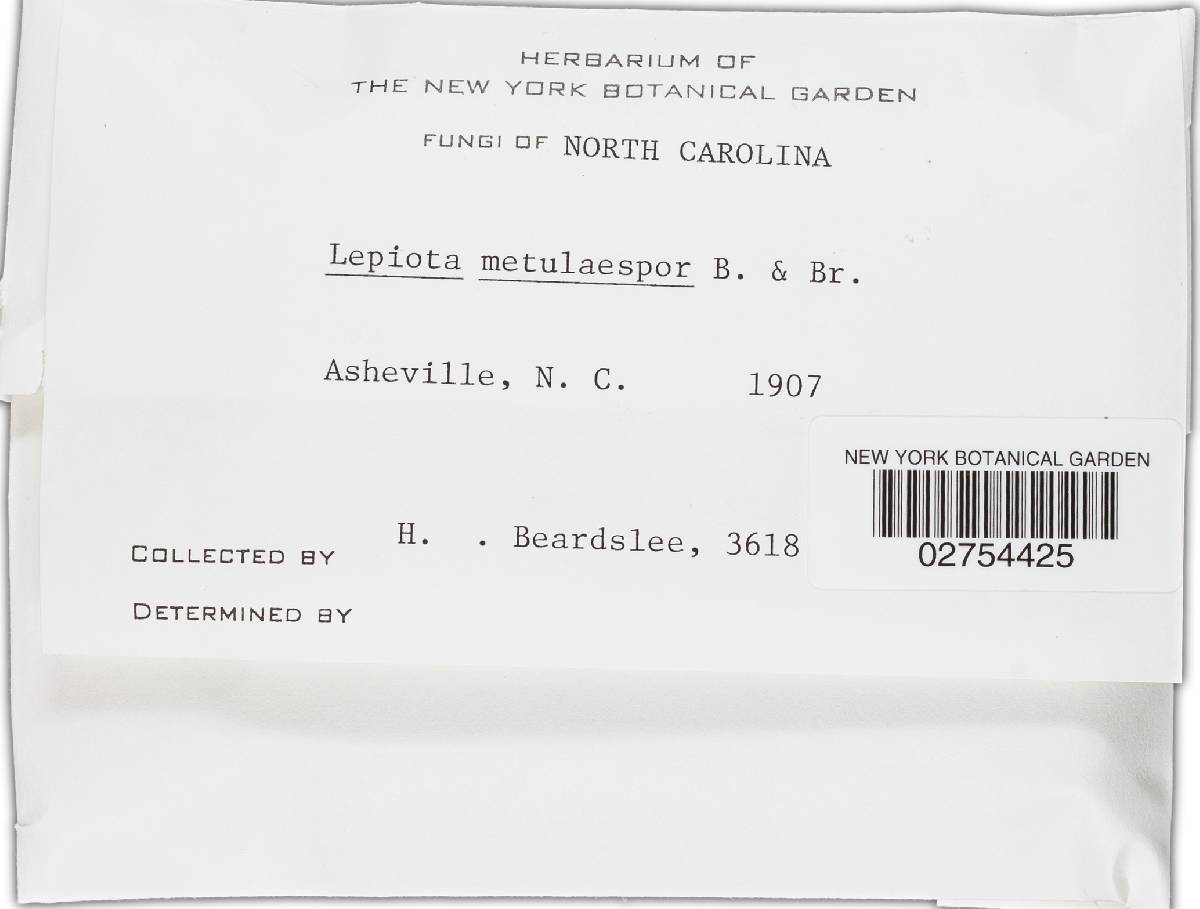 HERBARIUM OF
THE NEW YORK BOTANICAL GARDEN
FUNGI OF NORTH CAROLINA
Lepiota metulaespor B. & Br.
Asheville, N. C. 1907
NEW YORK BOTANICAL GARDEN
02754425
COLLECTED BY H. . Beardslee, 3618
DETERMINED BY